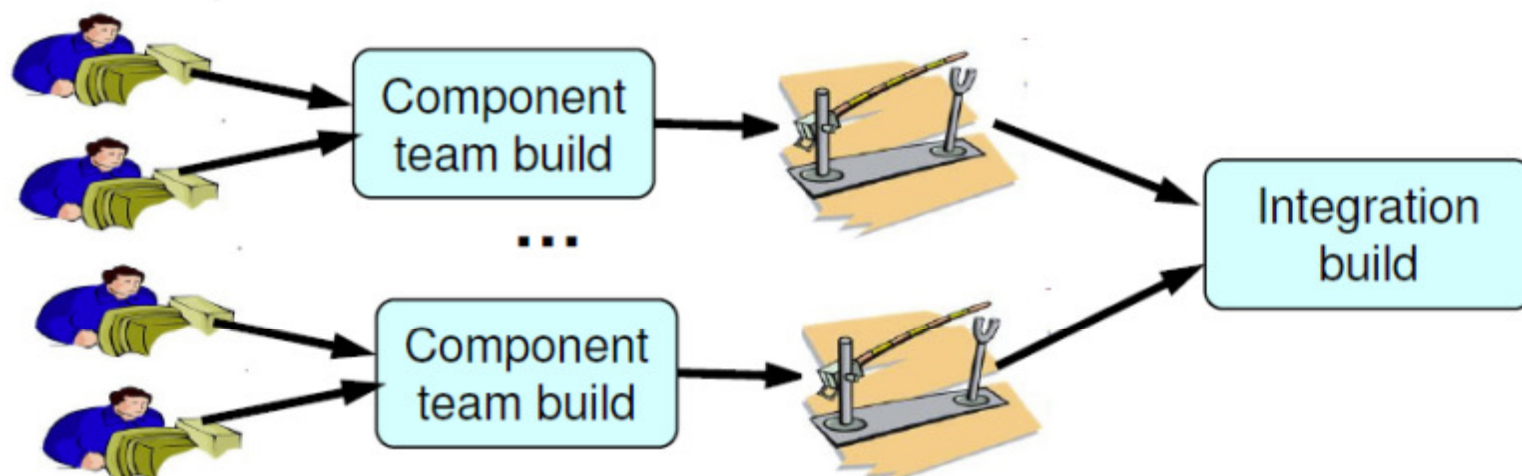 Component
team build
...
Integration
build
Component
team build